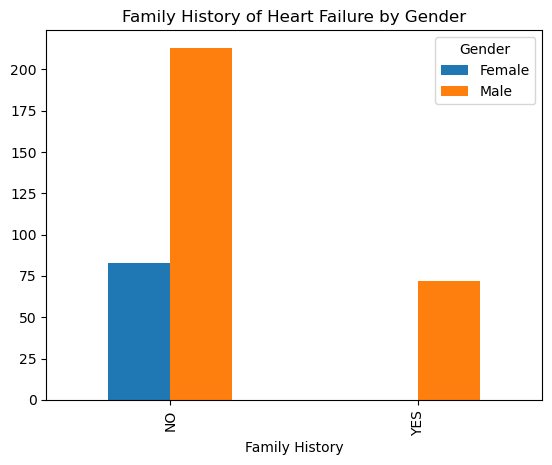 Family History of Heart Failure by Gender
Gender
Female
Male
200
175
150
125
100
75
50
25
0
NO
YES
Family History